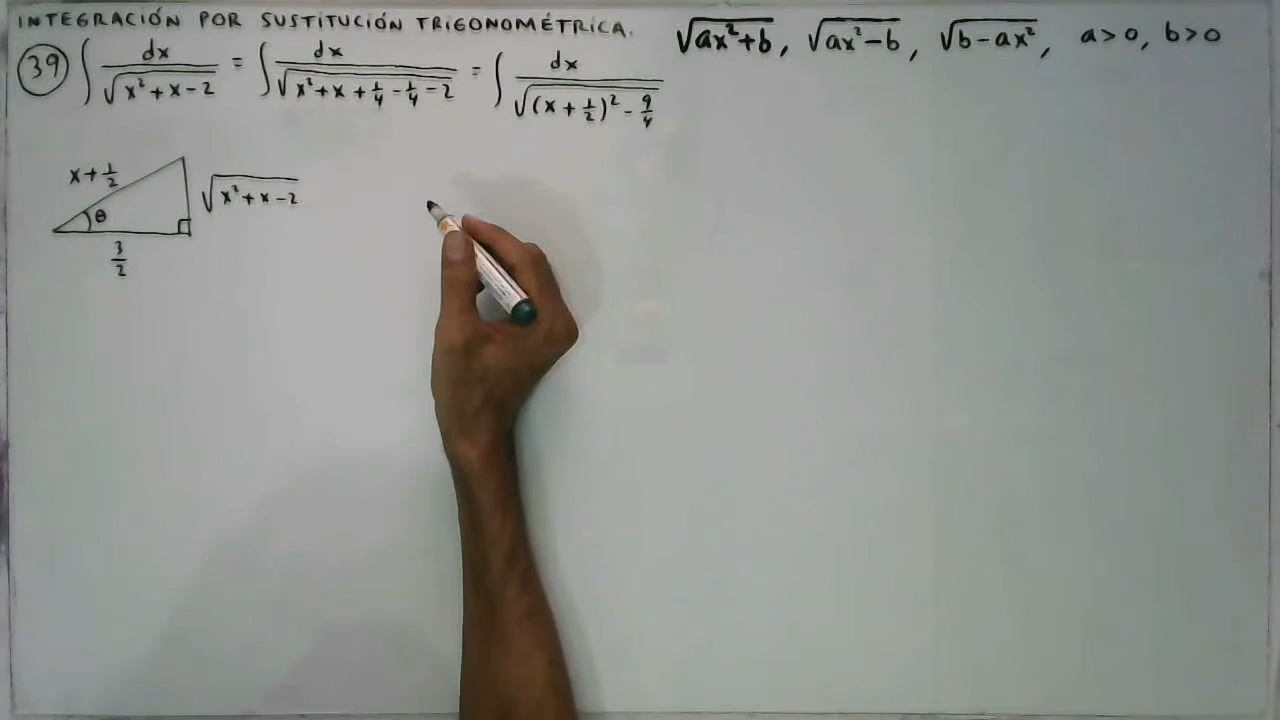 INTEGRACIÓN POR SUSTITUCIÓN TRIGONOMÉTRICA. √(ax²+b), √(ax²-b), √(b-ax²), a>0, b>0
39 ∫ dx/√(x²+x-2) = ∫ dx/√(x²+x+1/4-1/4-2) = ∫ dx/√((x+1/2)²-9/4)
x+1/2
θ √(x²+x-2)
3/2